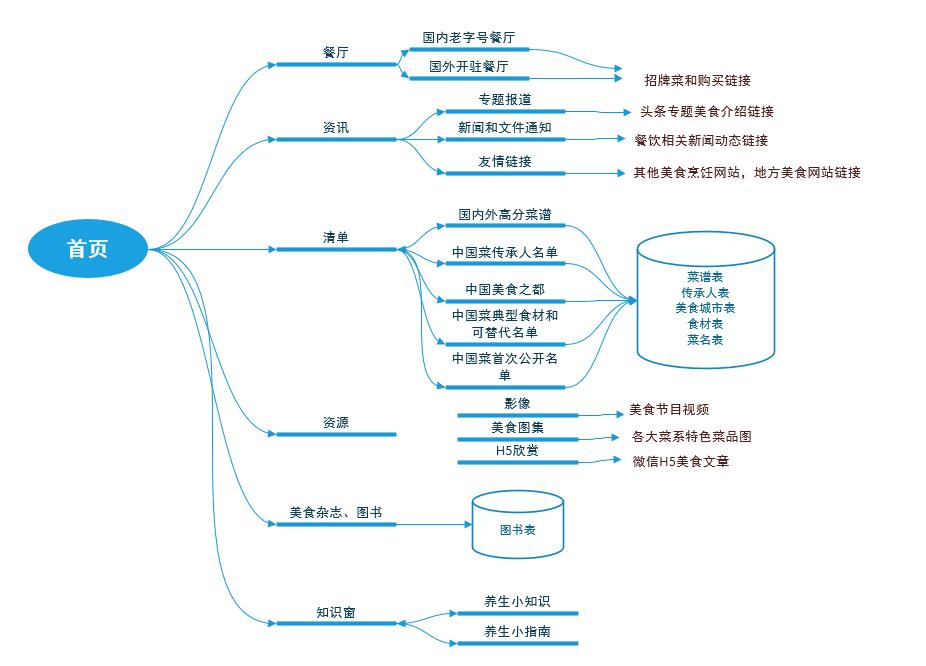 首页
餐厅
国内老字号餐厅
国外开驻餐厅
招牌菜和购买链接
资讯
专题报道
头条专题美食介绍链接
新闻和文件通知
餐饮相关新闻动态链接
友情链接
其他美食烹饪网站，地方美食网站链接
清单
国内外高分菜谱
中国菜传承人名单
中国美食之都
中国菜典型食材和
可替代名单
中国菜首次公开名
单
菜谱表
传承人表
美食城市表
食材表
菜名表
资源
影像
美食节目视频
美食图集
各大菜系特色菜品图
H5欣赏
微信H5美食文章
美食杂志、图书
图书表
知识窗
养生小知识
养生小指南